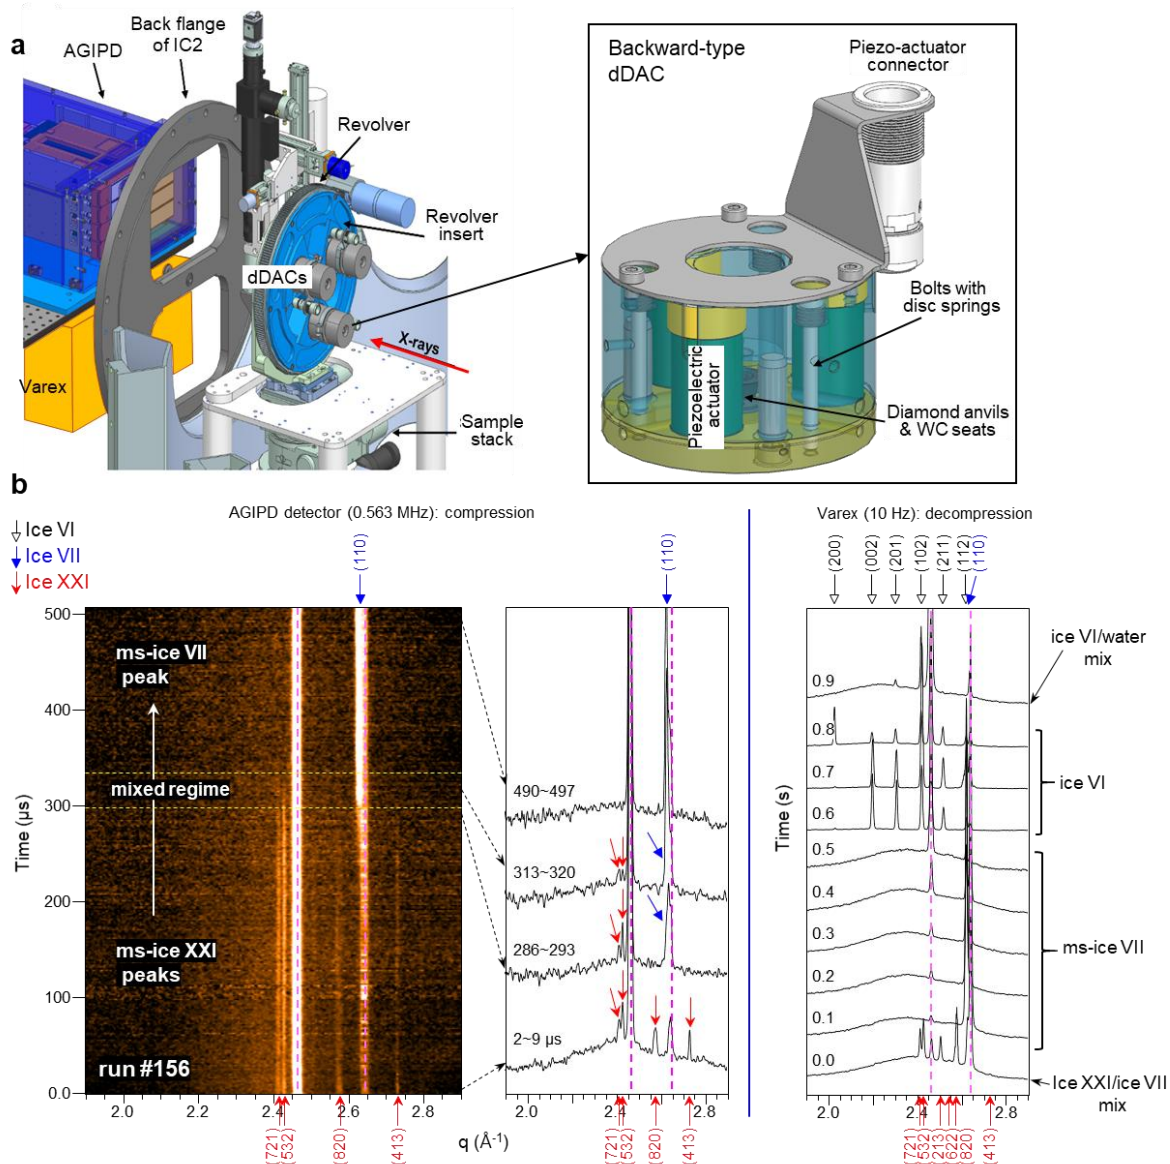 a
AGIPD
Back flange
of IC2
Revolver
Revolver
insert
dDACs
X-rays
Varex
Sample
stack
Backward-type
dDAC
Piezo-actuator
connector
Bolts with
disc springs
Piezoelectric
actuator
Diamond anvils
& WC seats
b
AGIPD detector (0.563 MHz): compression
Varex (10 Hz): decompression
Ice VI
Ice VII
Ice XXI
(110)
(110)
(200)
(002)
(201)
(102)
(211)
(112)
(110)
Time (µs)
500
400
300
200
100
0.0
ms-ice VII
peak
mixed regime
ms-ice XXI
peaks
run #156
2.0
2.2
2.4
2.6
2.8
(721)
(532)
(820)
(413)
q (Å-1)
490~497
313~320
286~293
2~9 µs
2.0
2.2
2.4
2.6
2.8
(721)
(532)
(820)
(413)
Time (s)
0.9
0.8
0.7
0.6
0.5
0.4
0.3
0.2
0.1
0.0
ice VI/water
mix
ice VI
ms-ice VII
Ice XXI/ice VII
mix
2.0
2.2
2.4
2.6
2.8
(721)
(532)
(213)
(622)
(820)
(413)